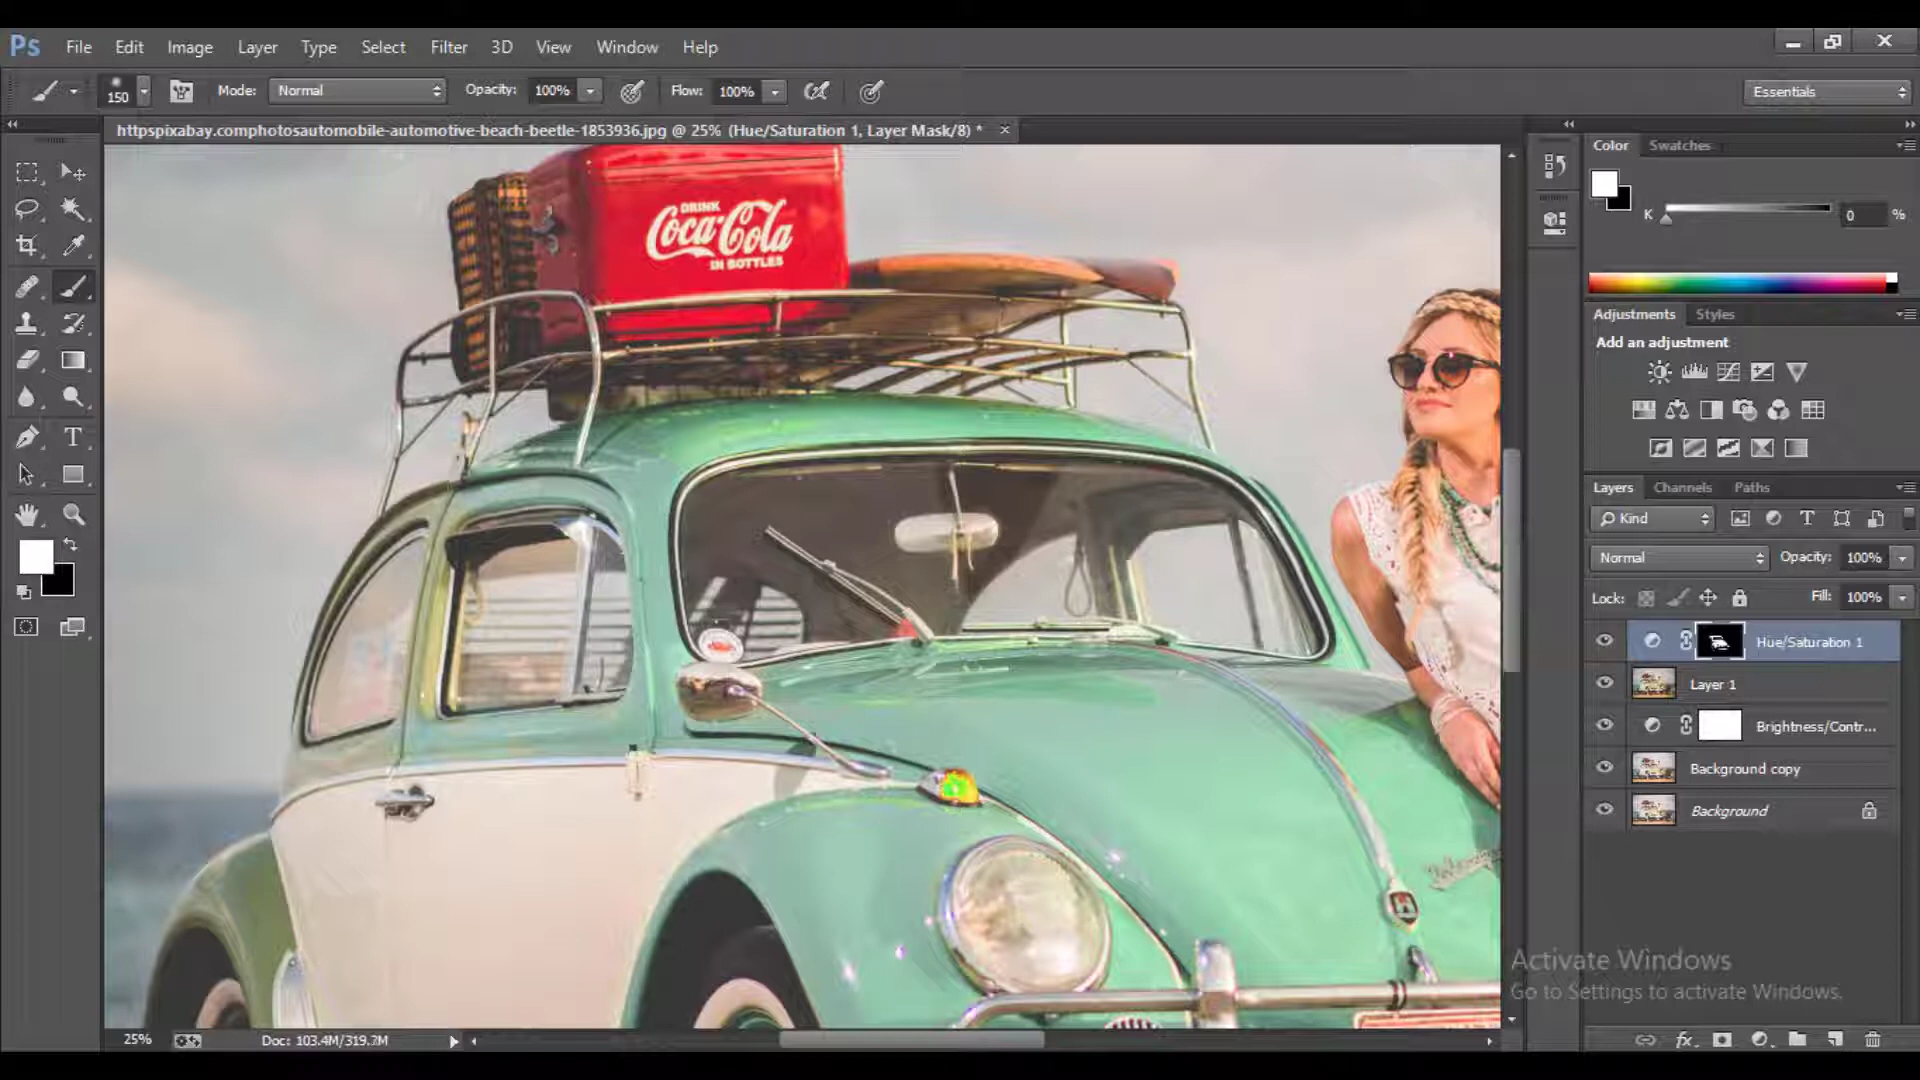 Ps File Edit Image Layer Type Select Filter 3D View Window Help
150 Mode: Normal Opacity: 100% Flow: 100% Essentials
httpspixabay.comphotosautomobile-automotive-beach-beetle-1853936.jpg @ 25% (Hue/Saturation 1, Layer Mask/8) *
Color Swatches
K 0 %
Adjustments Styles
Add an adjustment
DRINK
Coca-Cola
IN BOTTLES
Layers Channels Paths
Kind
Normal Opacity: 100%
Lock: Fill: 100%
Hue/Saturation 1
Layer 1
Brightness/Contr...
Background copy
Background
Activate Windows
Go to Settings to activate Windows.
25% Doc: 103.4M/319.7M
fx